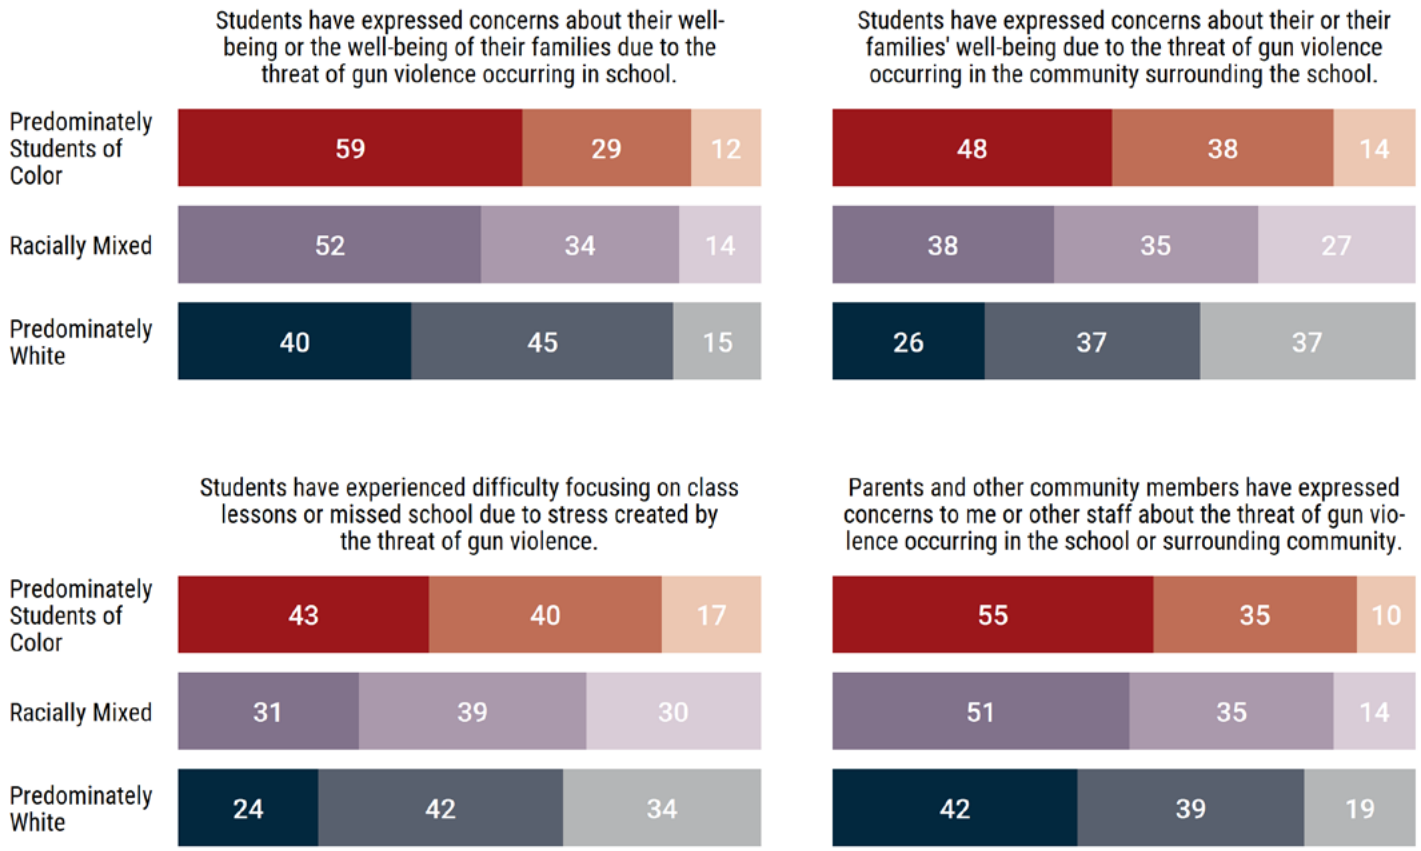 Students have expressed concerns about their well-
being or the well-being of their families due to the
threat of gun violence occurring in school.
Predominately
Students of
Color
59 29 12
Racially Mixed
52 34 14
Predominately
White
40 45 15
Students have expressed concerns about their or their
families' well-being due to the threat of gun violence
occurring in the community surrounding the school.
48 38 14
38 35 27
26 37 37
Students have experienced difficulty focusing on class
lessons or missed school due to stress created by
the threat of gun violence.
Predominately
Students of
Color
43 40 17
Racially Mixed
31 39 30
Predominately
White
24 42 34
Parents and other community members have expressed
concerns to me or other staff about the threat of gun vio-
lence occurring in the school or surrounding community.
55 35 10
51 35 14
42 39 19